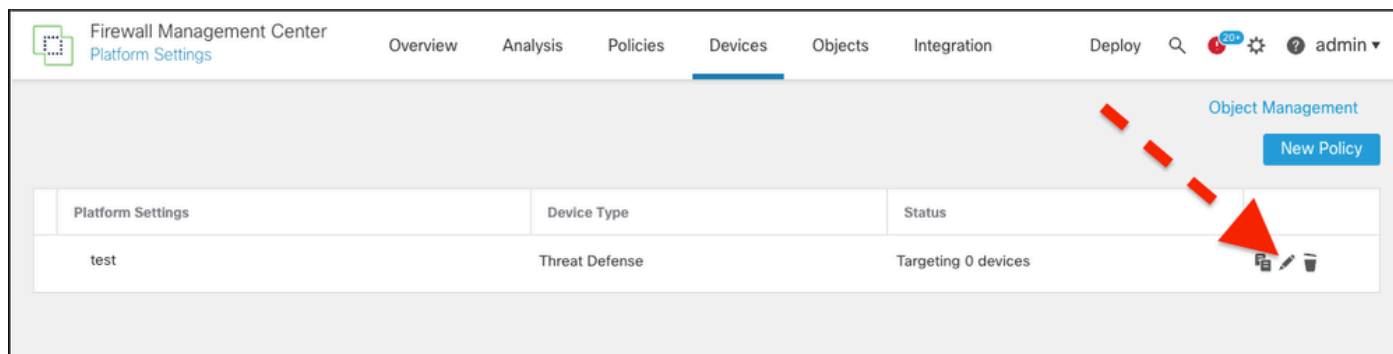 Firewall Management Center
Platform Settings
Overview Analysis Policies Devices Objects Integration Deploy 20+ admin
Object Management
New Policy
Platform Settings Device Type Status
test Threat Defense Targeting 0 devices